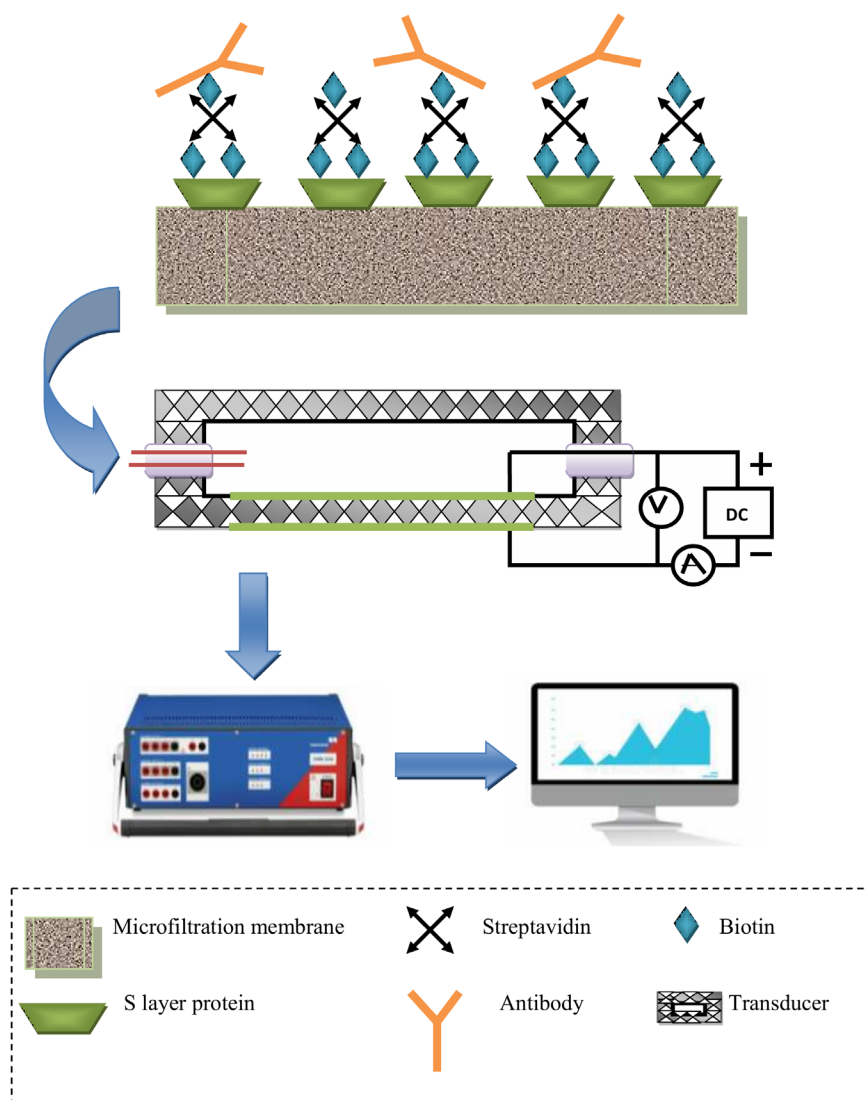 V
+
DC
−
A
Microfiltration membrane
Streptavidin
Biotin
S layer protein
Antibody
Transducer